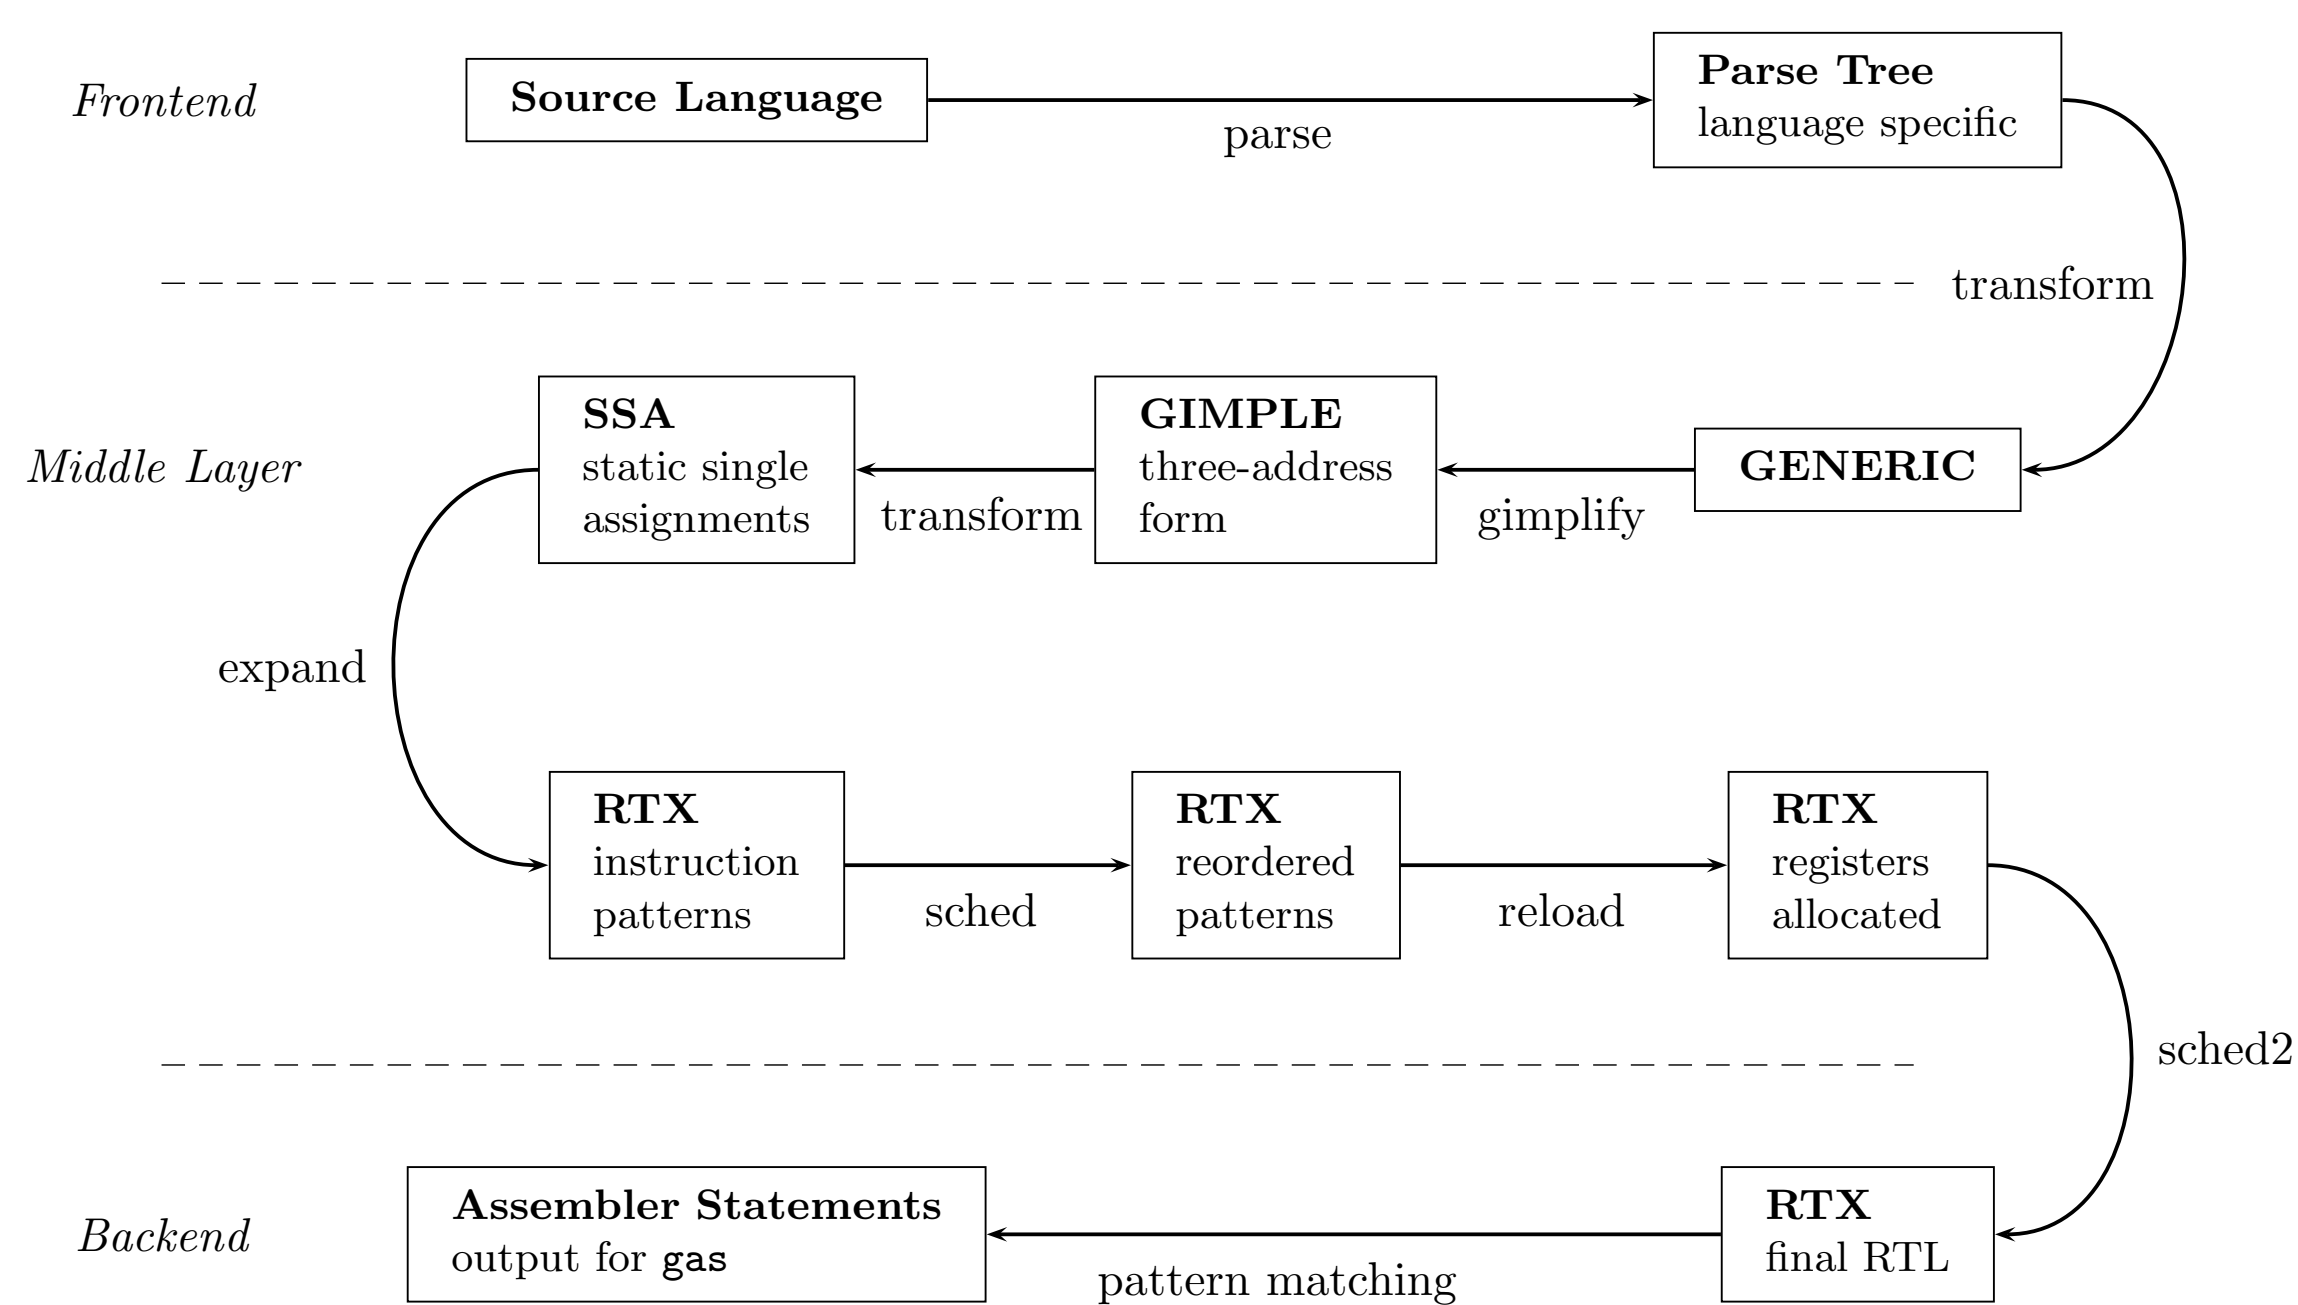 Frontend
Source Language
parse
Parse Tree
language specific
transform
Middle Layer
SSA
static single
assignments
transform
GIMPLE
three-address
form
gimplify
GENERIC
expand
RTX
instruction
patterns
sched
RTX
reordered
patterns
reload
RTX
registers
allocated
sched2
Backend
Assembler Statements
output for gas
pattern matching
RTX
final RTL